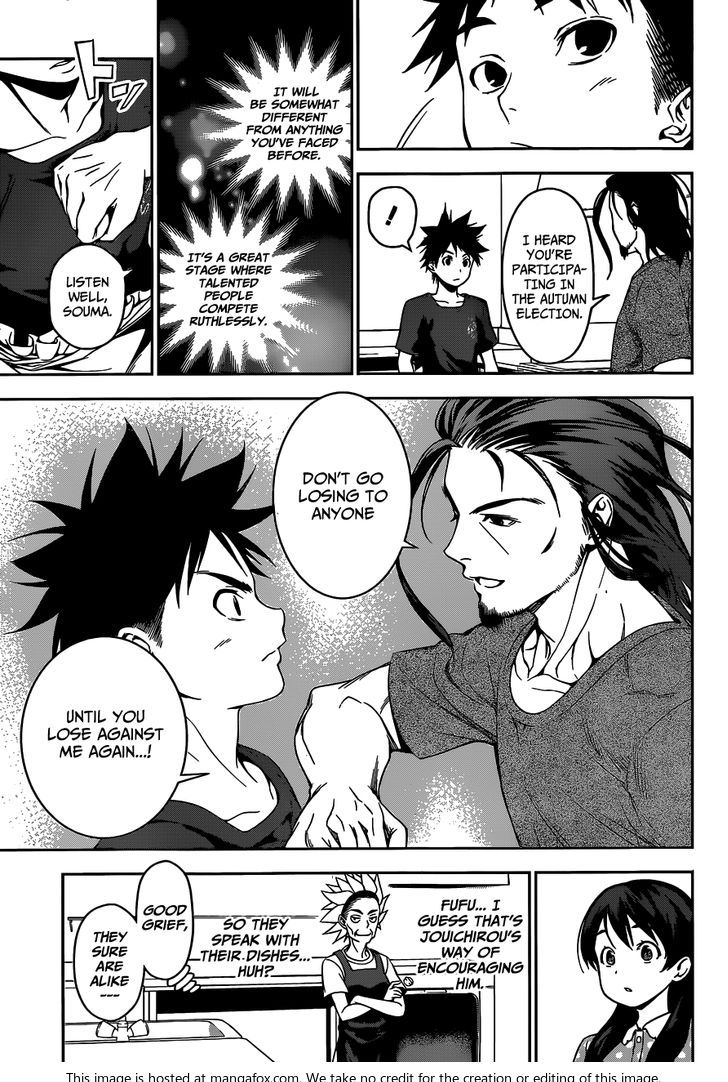 I HEARD
YOU'RE
PARTICIPA-
TING IN
THE AUTUMN
ELECTION.
!
IT WILL
BE SOMEWHAT
DIFFERENT
FROM ANYTHING
YOU'VE FACED
BEFORE.
IT'S A GREAT
STAGE WHERE
TALENTED
PEOPLE
COMPETE
RUTHLESSLY.
トン
LISTEN
WELL,
SOUMA.
DON'T GO
LOSING TO
ANYONE
UNTIL YOU
LOSE AGAINST
ME AGAIN...!
FUFU... I
GUESS THAT'S
JOUICHIROU'S
WAY OF
ENCOURAGING
HIM.
SO THEY
SPEAK WITH
THEIR DISHES...
HUH?
GOOD
GRIEF,
THEY
SURE ARE
ALIKE
---
This image is hosted at mangafox.com. We take no credit for the creation or editing of this image.